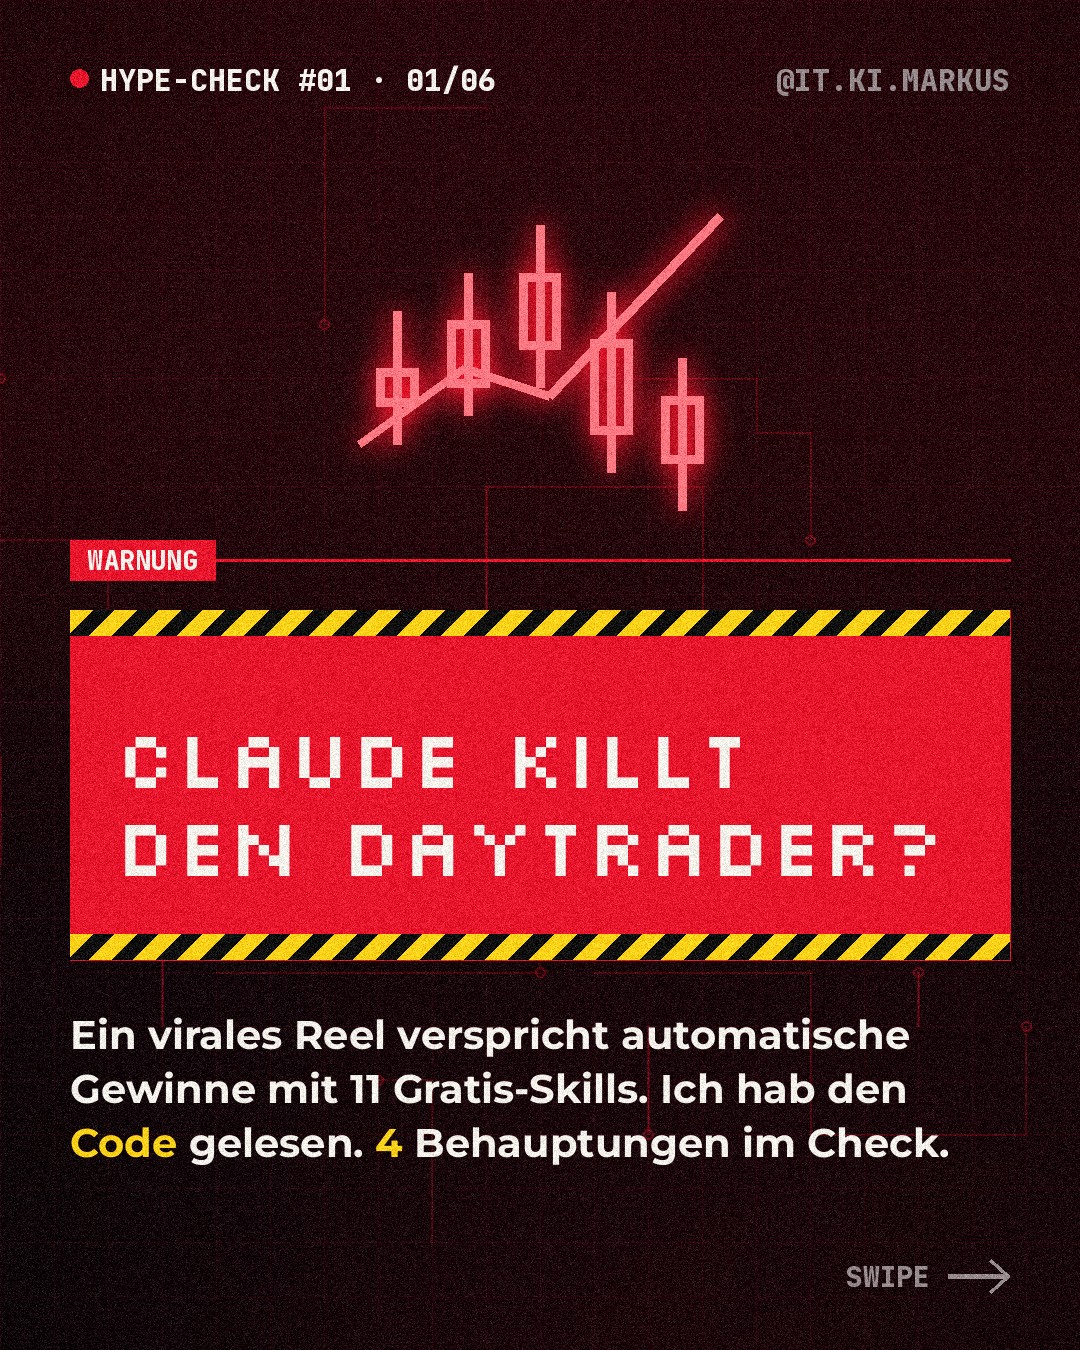 HYPE-CHECK #01 · 01/06
@IT.KI.MARKUS
WARNUNG
CLAUDE KILLT
DEN DAYTRADER?
Ein virales Reel verspricht automatische
Gewinne mit 11 Gratis-Skills. Ich hab den
Code gelesen. 4 Behauptungen im Check.
SWIPE